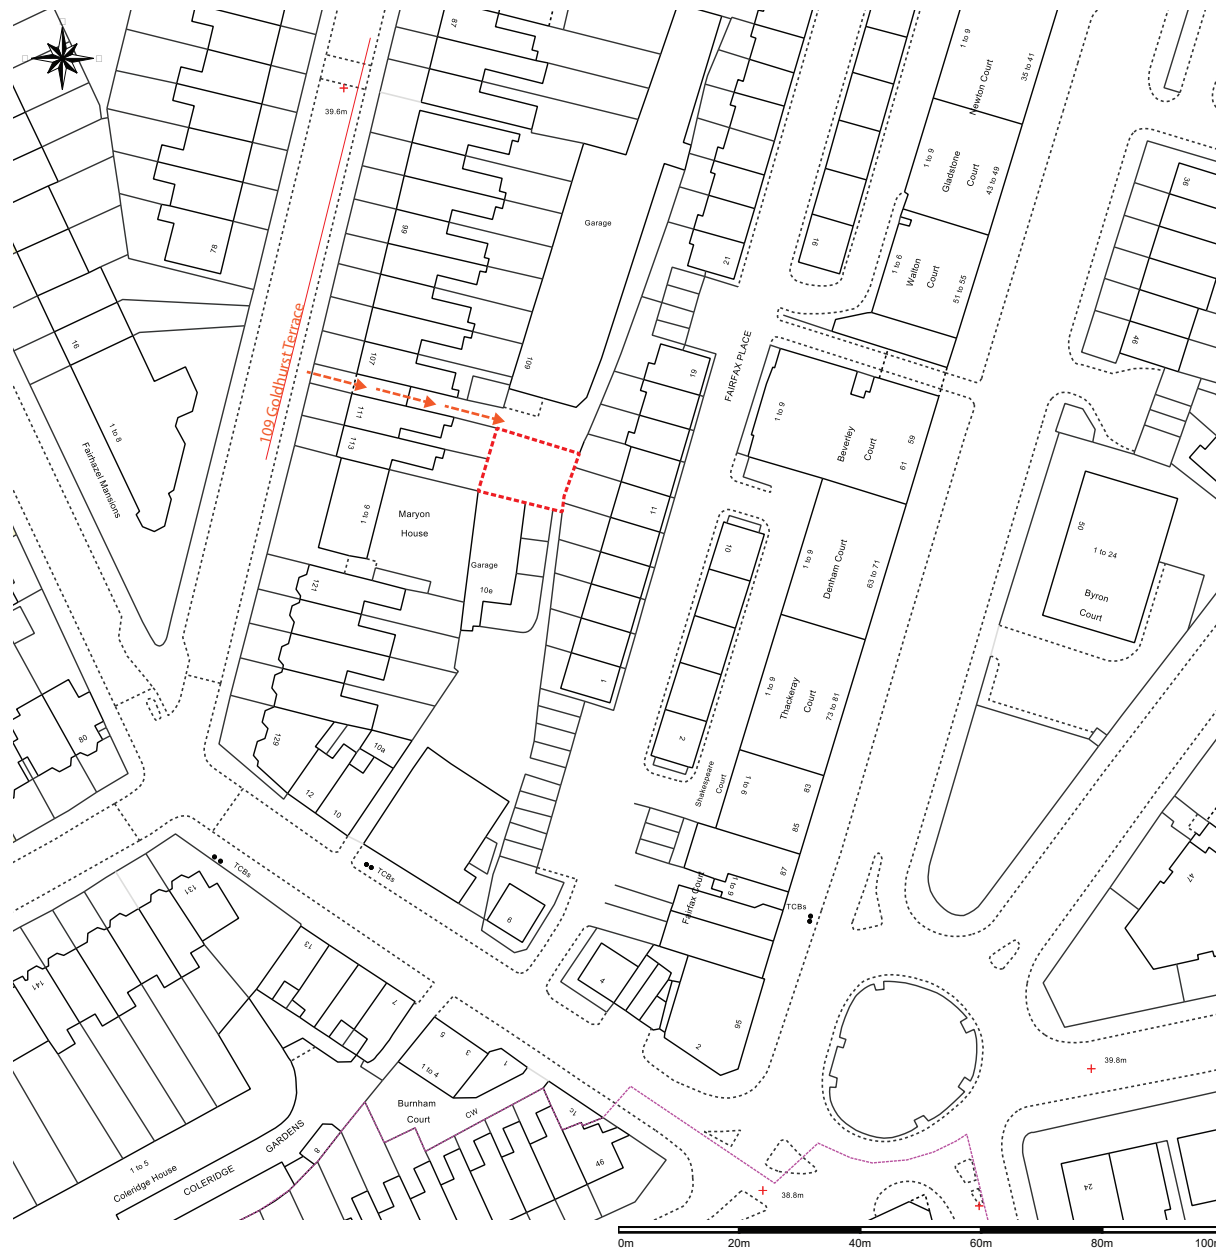 87
1 to 9
Newton Court
35 to 41
39.6m
1 to 9
Gladstone
Court
43 to 49
36
78
99
Garage
21
16
1 to 6
Walton
Court
51 to 55
46
16
109 Goldhurst Terrace
107
109
19
FAIRFAX PLACE
1 to 9
Beverley
Court
59
61
1 to 8
Fairhazel Mansions
111
113
1 to 9
Maryon
House
11
10
1 to 9
Denham Court
63 to 71
50
1 to 24
Byron
Court
Garage
10e
121
1
1 to 9
Thackeray
Court
73 to 81
80
129
10a
12
10
2
Shakespeare
Court
1 to 6
83
85
87
TCBs
TCBs
131
141
13
7
8
Fairfax Court
1 to 9
TCBs
47
4
95
2
5
3
1
1 to 4
Burnham
Court
CW
1c
46
39.8m
38.8m
24
1 to 5
Coleridge House
COLERIDGE
GARDENS
8
0m
20m
40m
60m
80m
100m